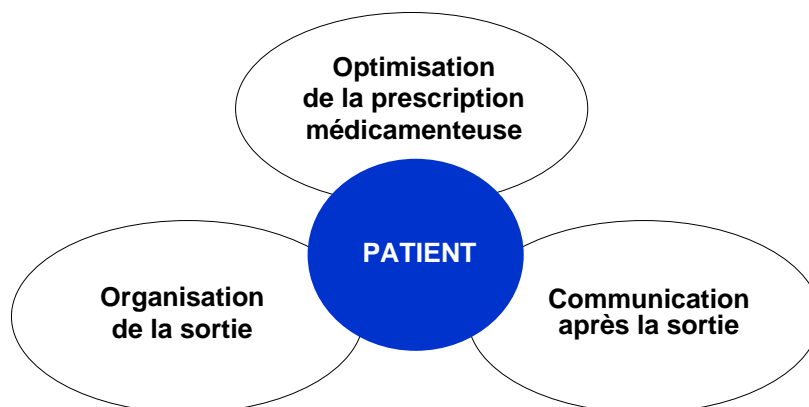 Optimisation
de la prescription
médicamenteuse
PATIENT
Organisation
de la sortie
Communication
après la sortie